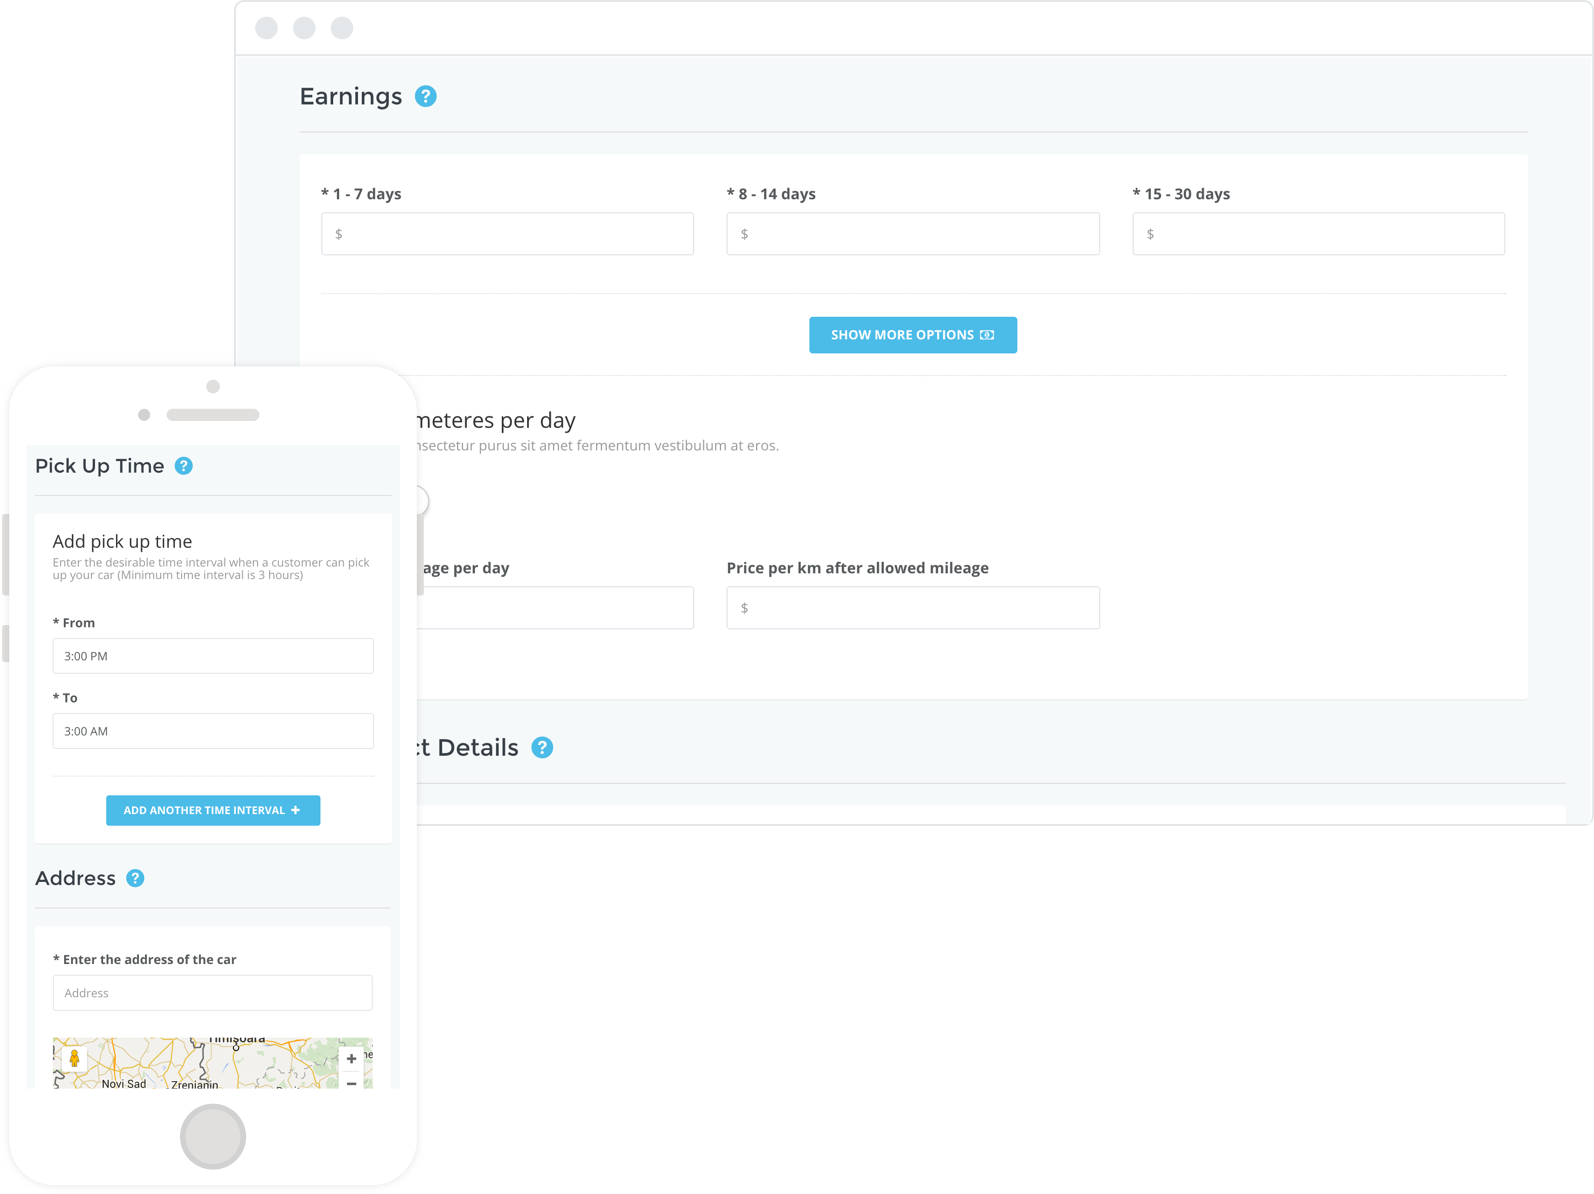 Earnings ?
* 1 - 7 days
* 8 - 14 days
* 15 - 30 days
$
$
$
SHOW MORE OPTIONS
meteres per day
nsectetur purus sit amet fermentum vestibulum at eros.
age per day
Price per km after allowed mileage
$
ct Details ?
Pick Up Time ?
Add pick up time
Enter the desirable time interval when a customer can pick
up your car (Minimum time interval is 3 hours)
* From
3:00 PM
* To
3:00 AM
ADD ANOTHER TIME INTERVAL +
Address ?
* Enter the address of the car
Address
Timișoara
+
he
Novi Sad
Zrenjanin
−